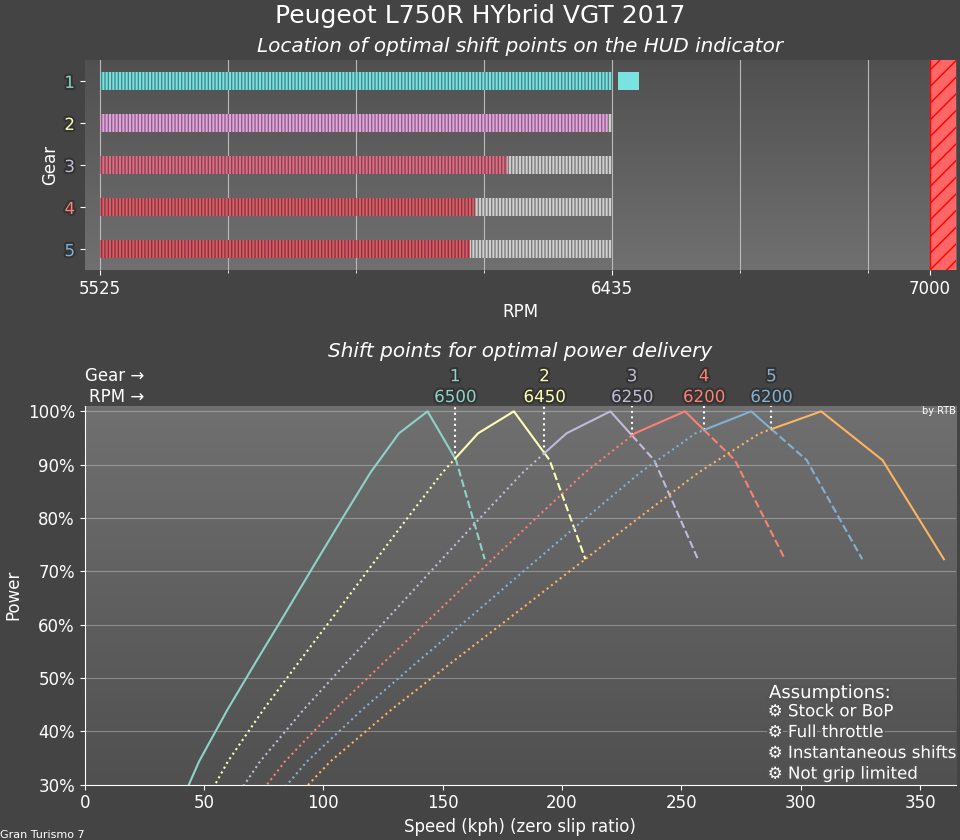 Peugeot L750R HYbrid VGT 2017
Location of optimal shift points on the HUD indicator
Gear
1
2
3
4
5
5525 6435 7000
RPM
Shift points for optimal power delivery
Gear → 1 2 3 4 5
RPM → 6500 6450 6250 6200 6200
by RTB
Power
100%
90%
80%
70%
60%
50%
40%
30%
Assumptions:
⚙ Stock or BoP
⚙ Full throttle
⚙ Instantaneous shifts
⚙ Not grip limited
0 50 100 150 200 250 300 350
Speed (kph) (zero slip ratio)
Gran Turismo 7